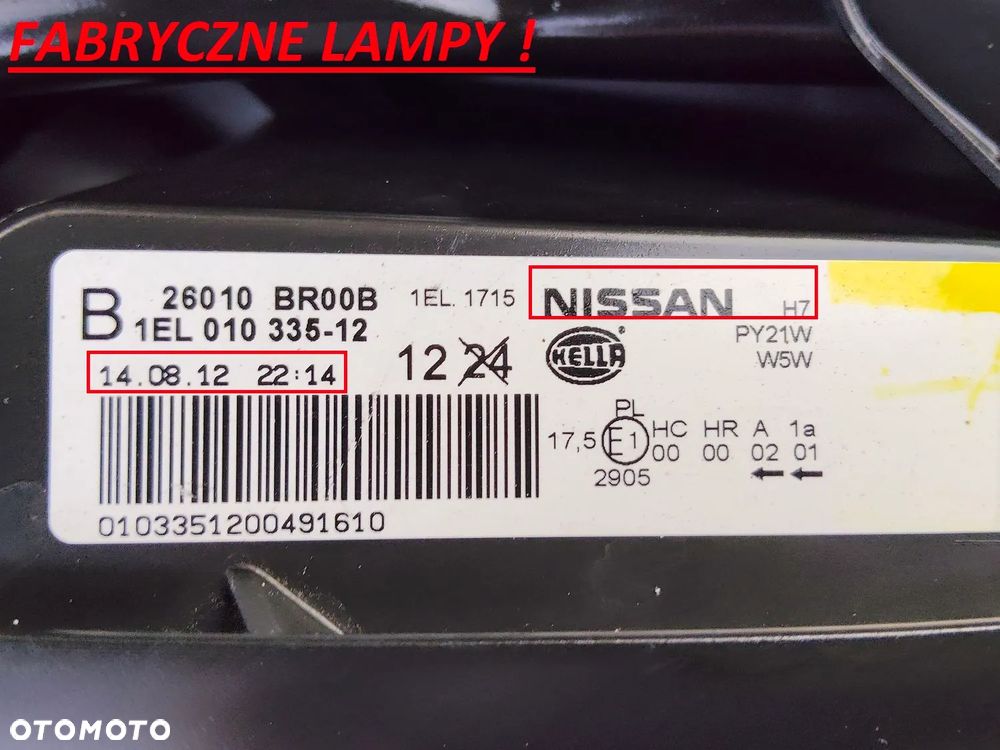 FABRYCZNE LAMPY !
B 26010 BR00B 1EL. 1715 NISSAN H7
1EL 010 335-12 PY21W
14.08.12 22:14 12 24 HELLA W5W
PL
17,5 E1 HC HR A 1a
00 00 02 01
2905
0103351200491610
OTOMOTO